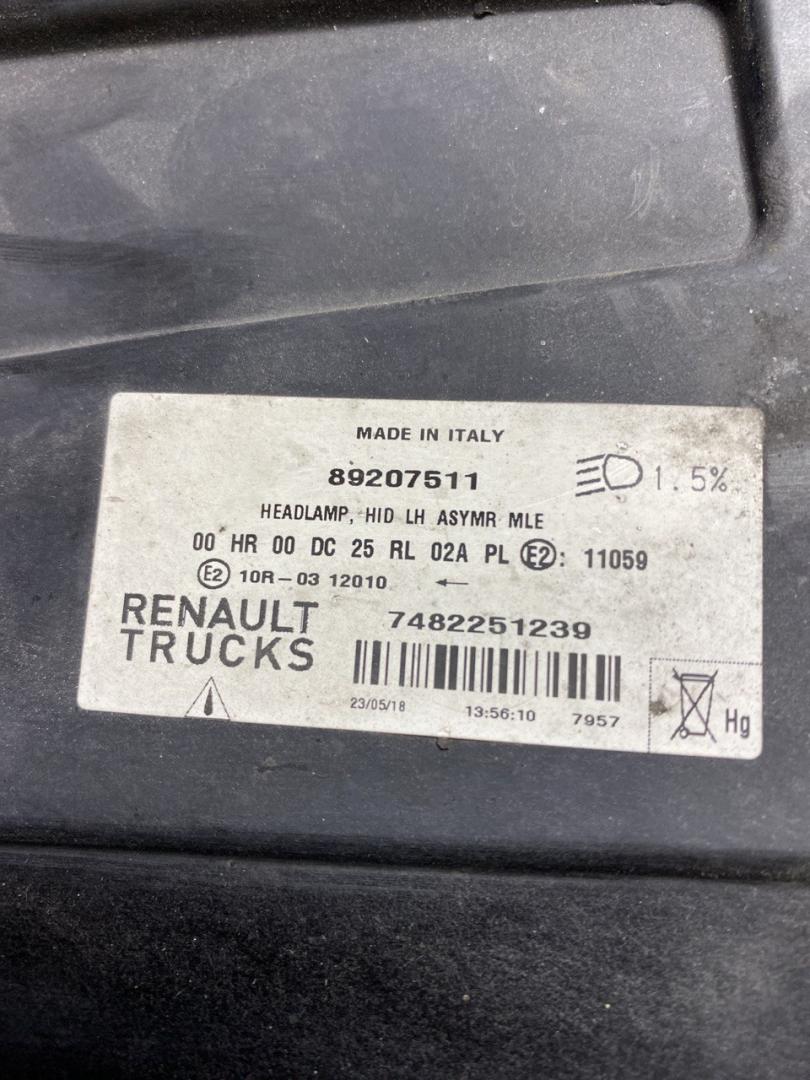 MADE IN ITALY
89207511
1.5%
HEADLAMP, HID LH ASYMR MLE
00 HR 00 DC 25 RL 02A PL E2: 11059
E2 10R-03 12010 ←
RENAULT
TRUCKS
7482251239
23/05/18 13:56:10 7957
Hg